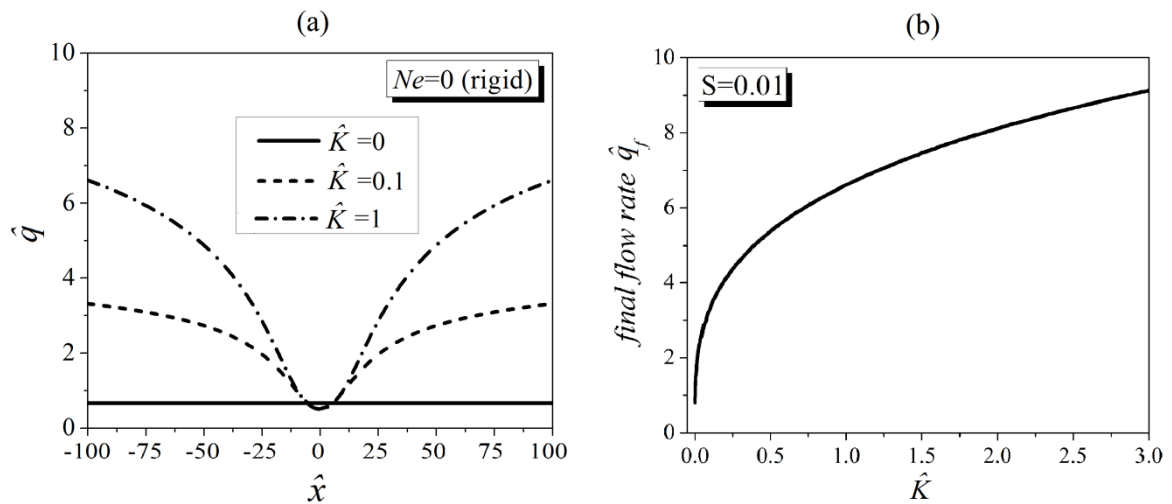 (a)
Ne=0 (rigid)
K̂ =0
K̂ =0.1
K̂ =1
q̂
10
8
6
4
2
0
-100 -75 -50 -25 0 25 50 75 100
x̂
(b)
S=0.01
final flow rate q̂_f
10
8
6
4
2
0
0.0 0.5 1.0 1.5 2.0 2.5 3.0
K̂